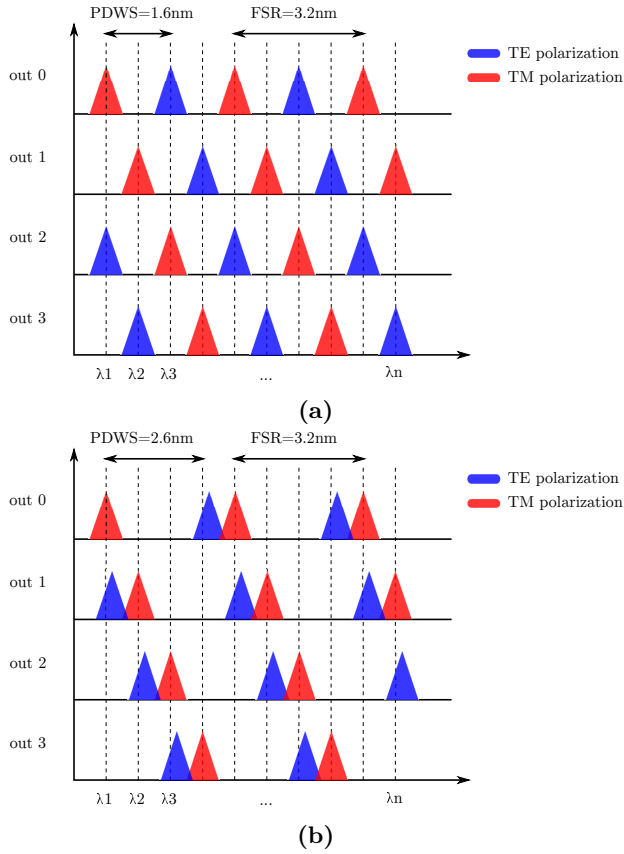 PDWS=1.6nm FSR=3.2nm
TE polarization
TM polarization
out 0
out 1
out 2
out 3
λ1 λ2 λ3 ... λn
(a)
PDWS=2.6nm FSR=3.2nm
TE polarization
TM polarization
out 0
out 1
out 2
out 3
λ1 λ2 λ3 ... λn
(b)